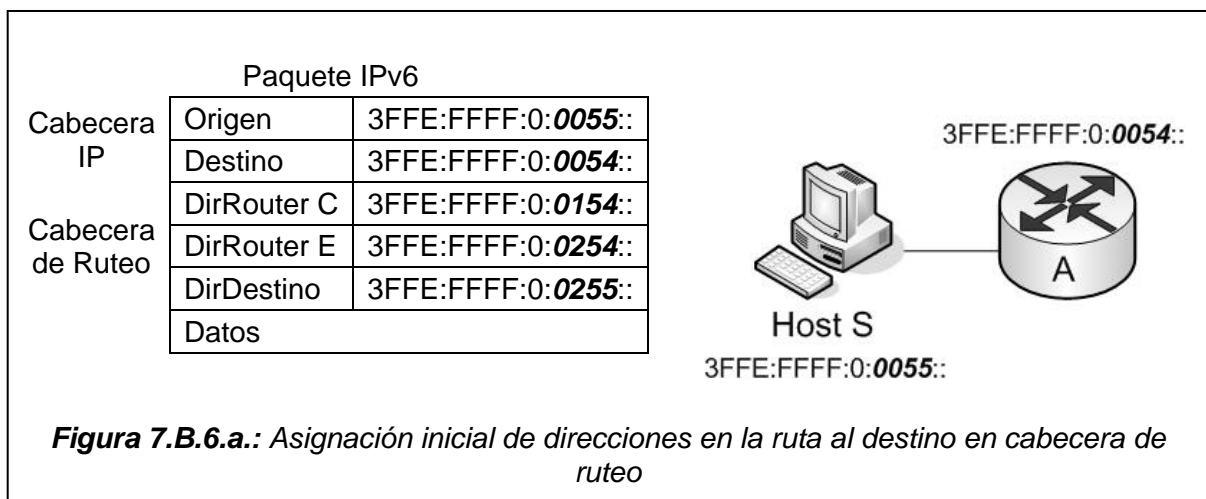 Paquete IPv6
Cabecera IP
Origen 3FFE:FFFF:0:0055::
Destino 3FFE:FFFF:0:0054::
Cabecera de Ruteo
DirRouter C 3FFE:FFFF:0:0154::
DirRouter E 3FFE:FFFF:0:0254::
DirDestino 3FFE:FFFF:0:0255::
Datos
3FFE:FFFF:0:0054::
A
Host S
3FFE:FFFF:0:0055::
Figura 7.B.6.a.: Asignación inicial de direcciones en la ruta al destino en cabecera de
ruteo